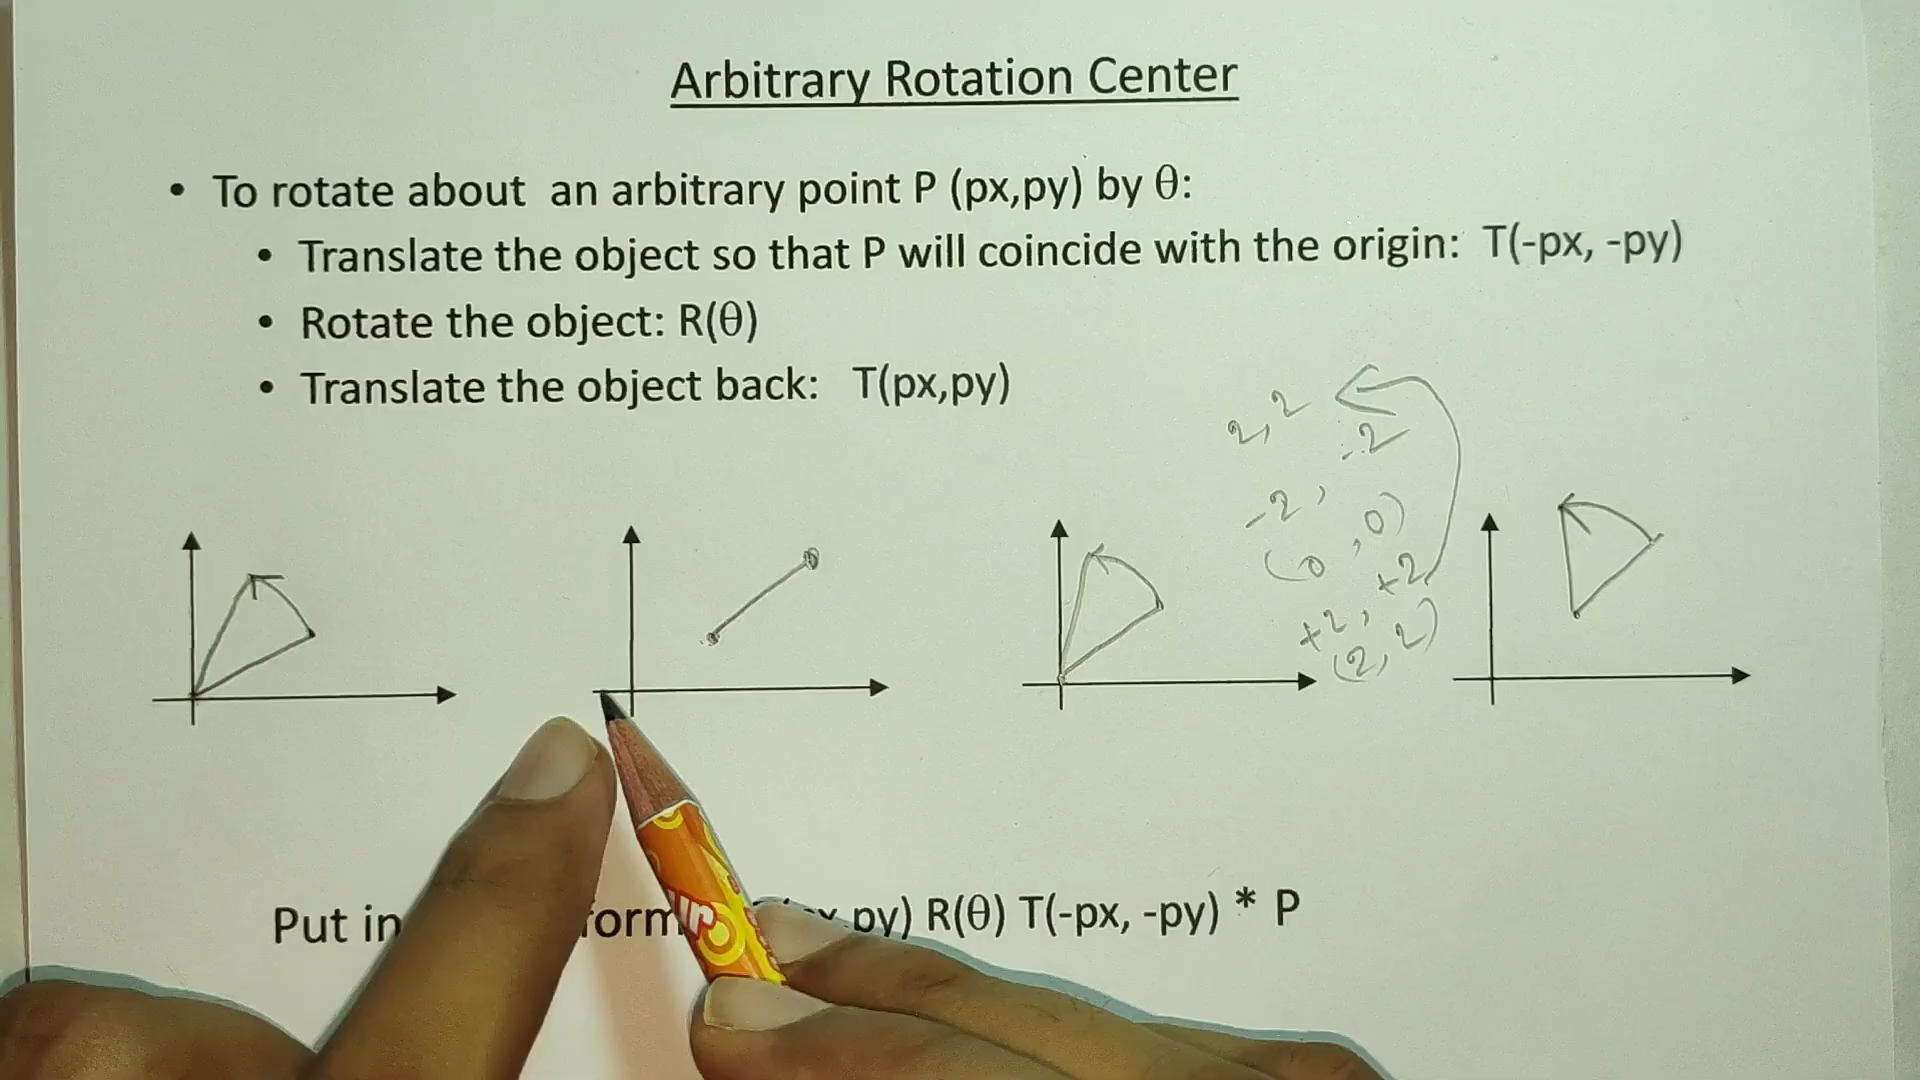 Arbitrary Rotation Center
• To rotate about an arbitrary point P (px,py) by θ:
• Translate the object so that P will coincide with the origin: T(-px, -py)
• Rotate the object: R(θ)
• Translate the object back: T(px,py)
2, 2
-2
-2,
(0, 0)
+2, +2
(2, 2)
Put in form py) R(θ) T(-px, -py) * P